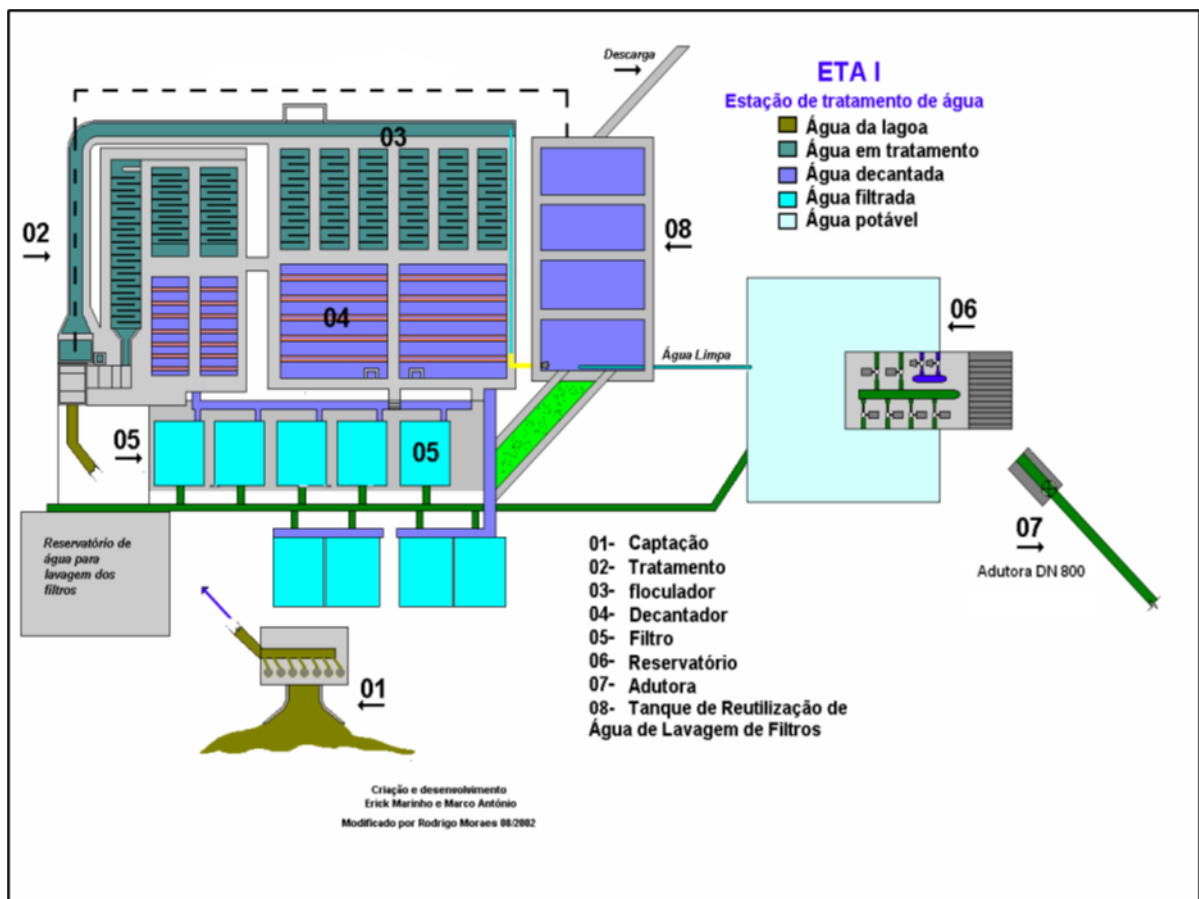 Descarga
ETA I
Estação de tratamento de água
Água da lagoa
Água em tratamento
Água decantada
Água filtrada
Água potável
03
02
08
04
06
Água Limpa
05
05
07
Adutora DN 800
Reservatório de
água para
lavagem dos
filtros
01- Captação
02- Tratamento
03- floculador
04- Decantador
05- Filtro
06- Reservatório
07- Adutora
08- Tanque de Reutilização de
Água de Lavagem de Filtros
01
Criação e desenvolvimento
Erick Marinho e Marco António
Modificado por Rodrigo Moraes 08/2002